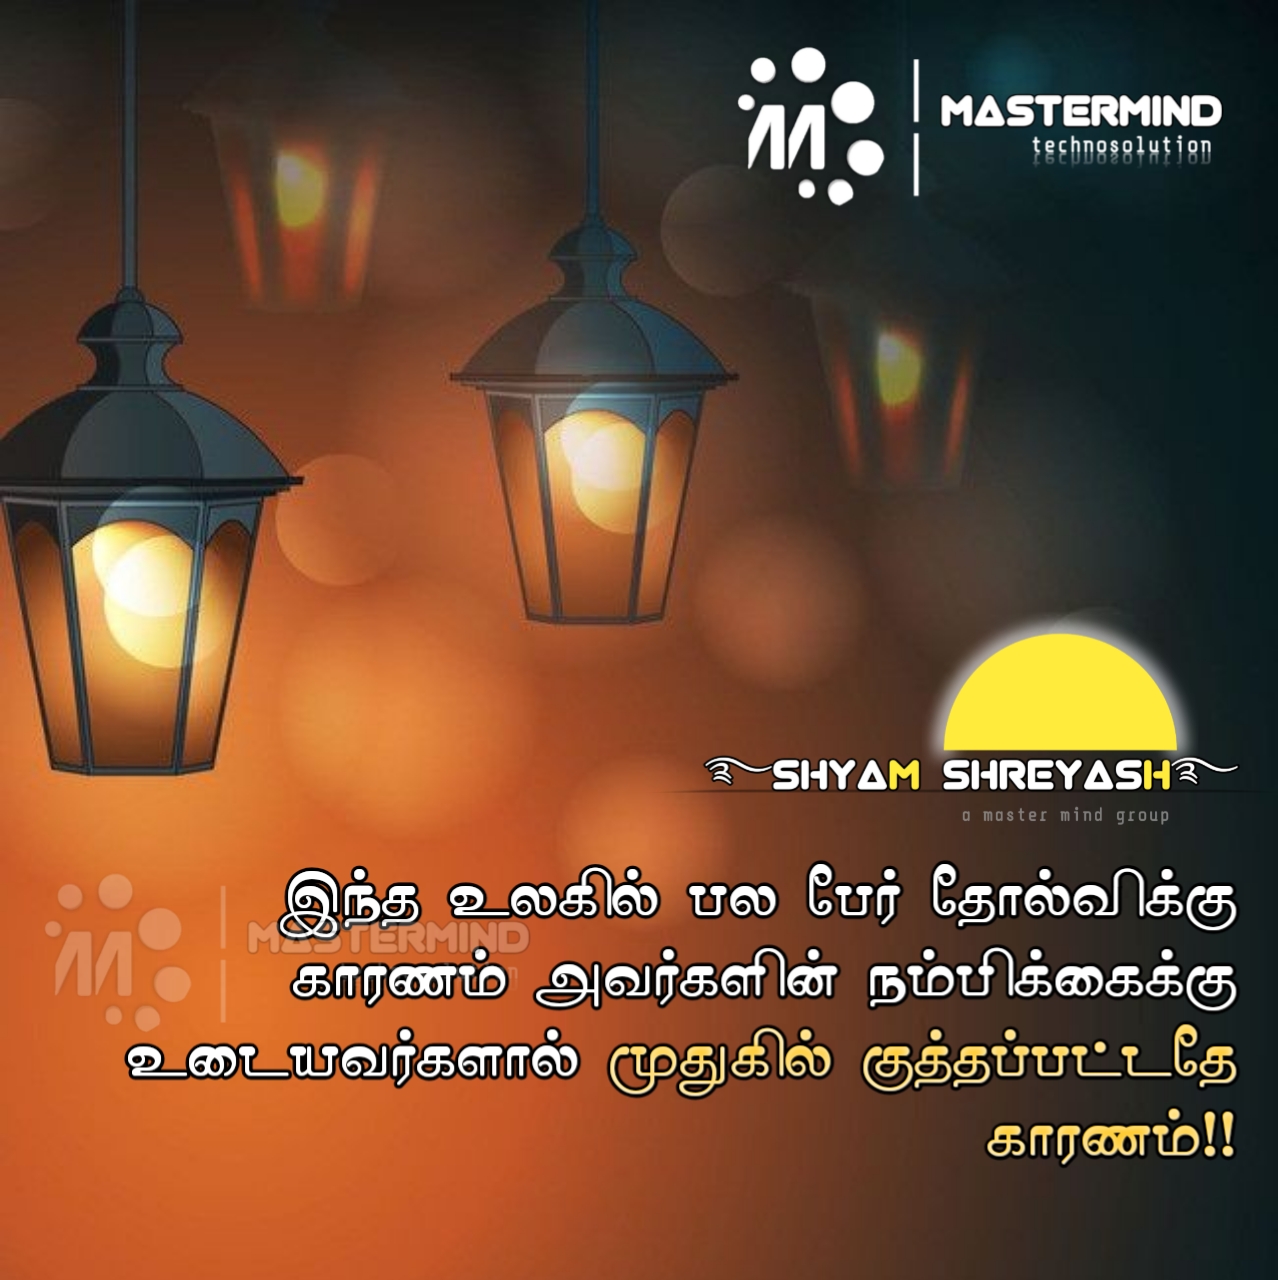 MASTERMIND
technosolution
SHYAM SHREYASH
a master mind group
இந்த உலகில் பல பேர் தோல்விக்கு
MASTERMIND
காரணம் அவர்களின் நம்பிக்கைக்கு
உடையவர்களால் முதுகில் குத்தப்பட்டதே
காரணம்!!